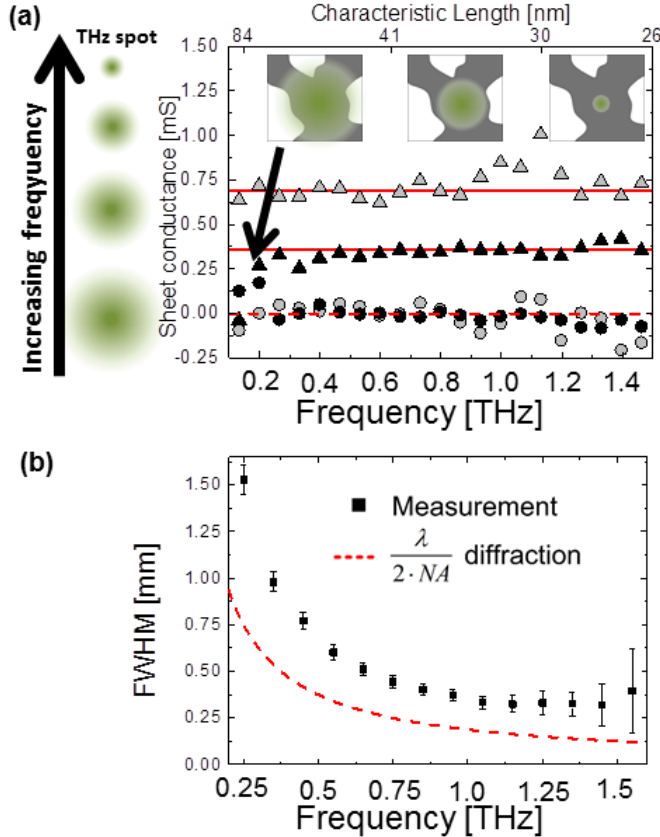 (a)
THz spot
Increasing freqyuency
Characteristic Length [nm]
84 41 30 26
Sheet conductance [mS]
1.50
1.25
1.00
0.75
0.50
0.25
0.00
-0.25
0.2 0.4 0.6 0.8 1.0 1.2 1.4
Frequency [THz]
(b)
FWHM [mm]
1.50
1.00
0.75
0.50
0.25
0.00
Measurement
λ
2·NA
diffraction
0.25 0.5 0.75 1.0 1.25 1.5
Frequency [THz]